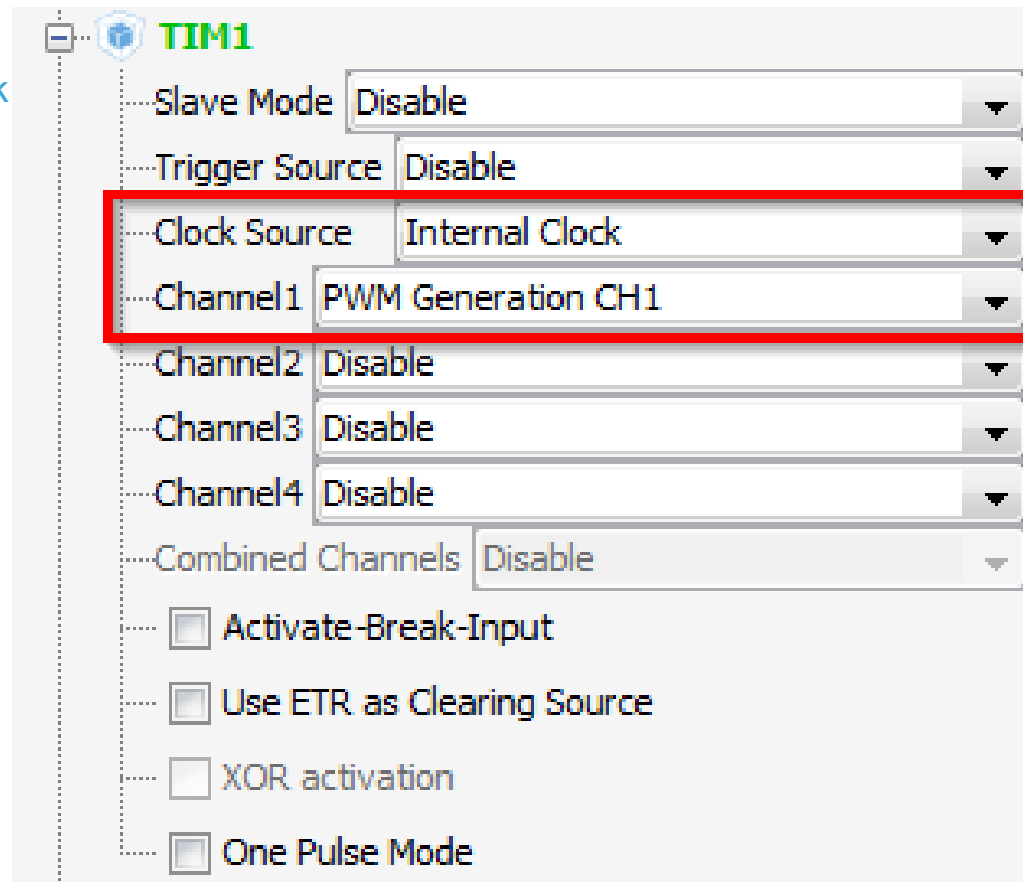 TIM1
k
Slave Mode Disable
Trigger Source Disable
Clock Source Internal Clock
Channel1 PWM Generation CH1
Channel2 Disable
Channel3 Disable
Channel4 Disable
Combined Channels Disable
Activate-Break-Input
Use ETR as Clearing Source
XOR activation
One Pulse Mode